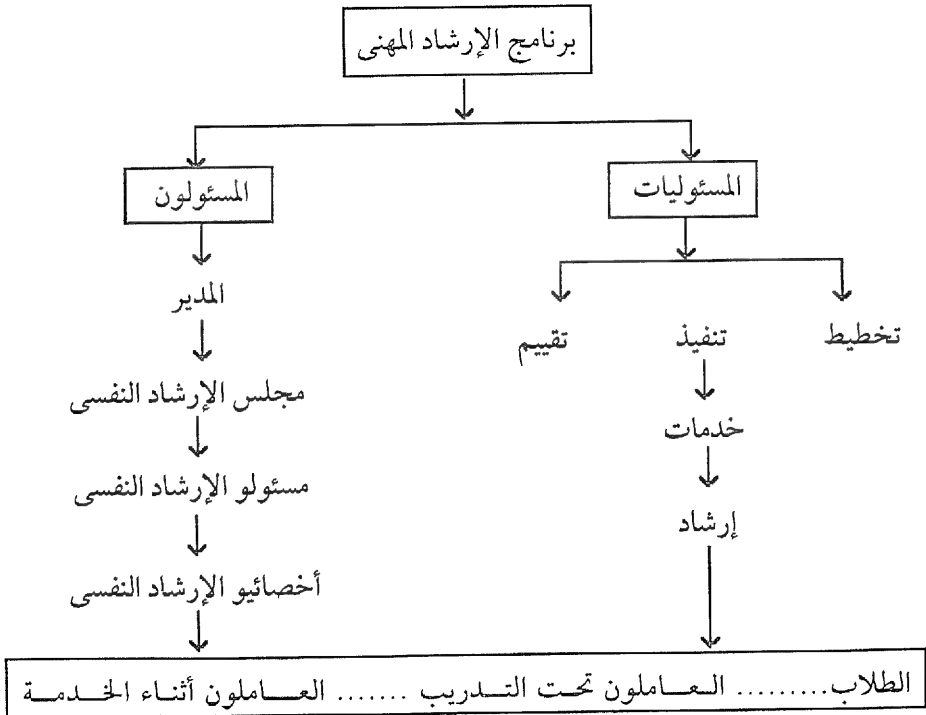 برنامج الإرشاد المهنى
المسئوليات
المسئولون
المدير
تخطيط
تنفيذ
تقييم
مجلس الإرشاد النفسى
خدمات
مسئولو الإرشاد النفسى
إرشاد
أخصائيو الإرشاد النفسى
الطلاب......... العاملون تحت التدريب ....... العاملون أثناء الخدمة